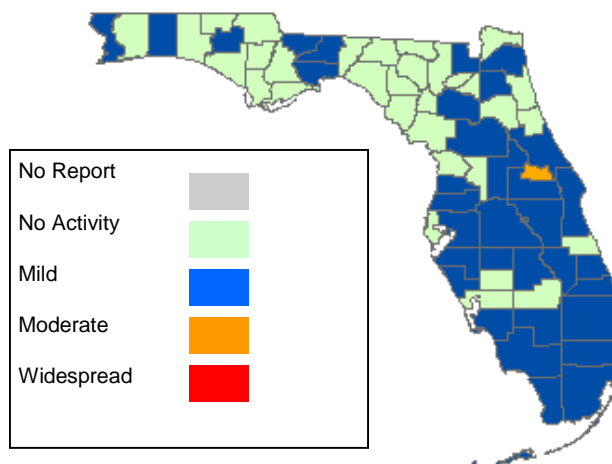 No Report
No Activity
Mild
Moderate
Widespread